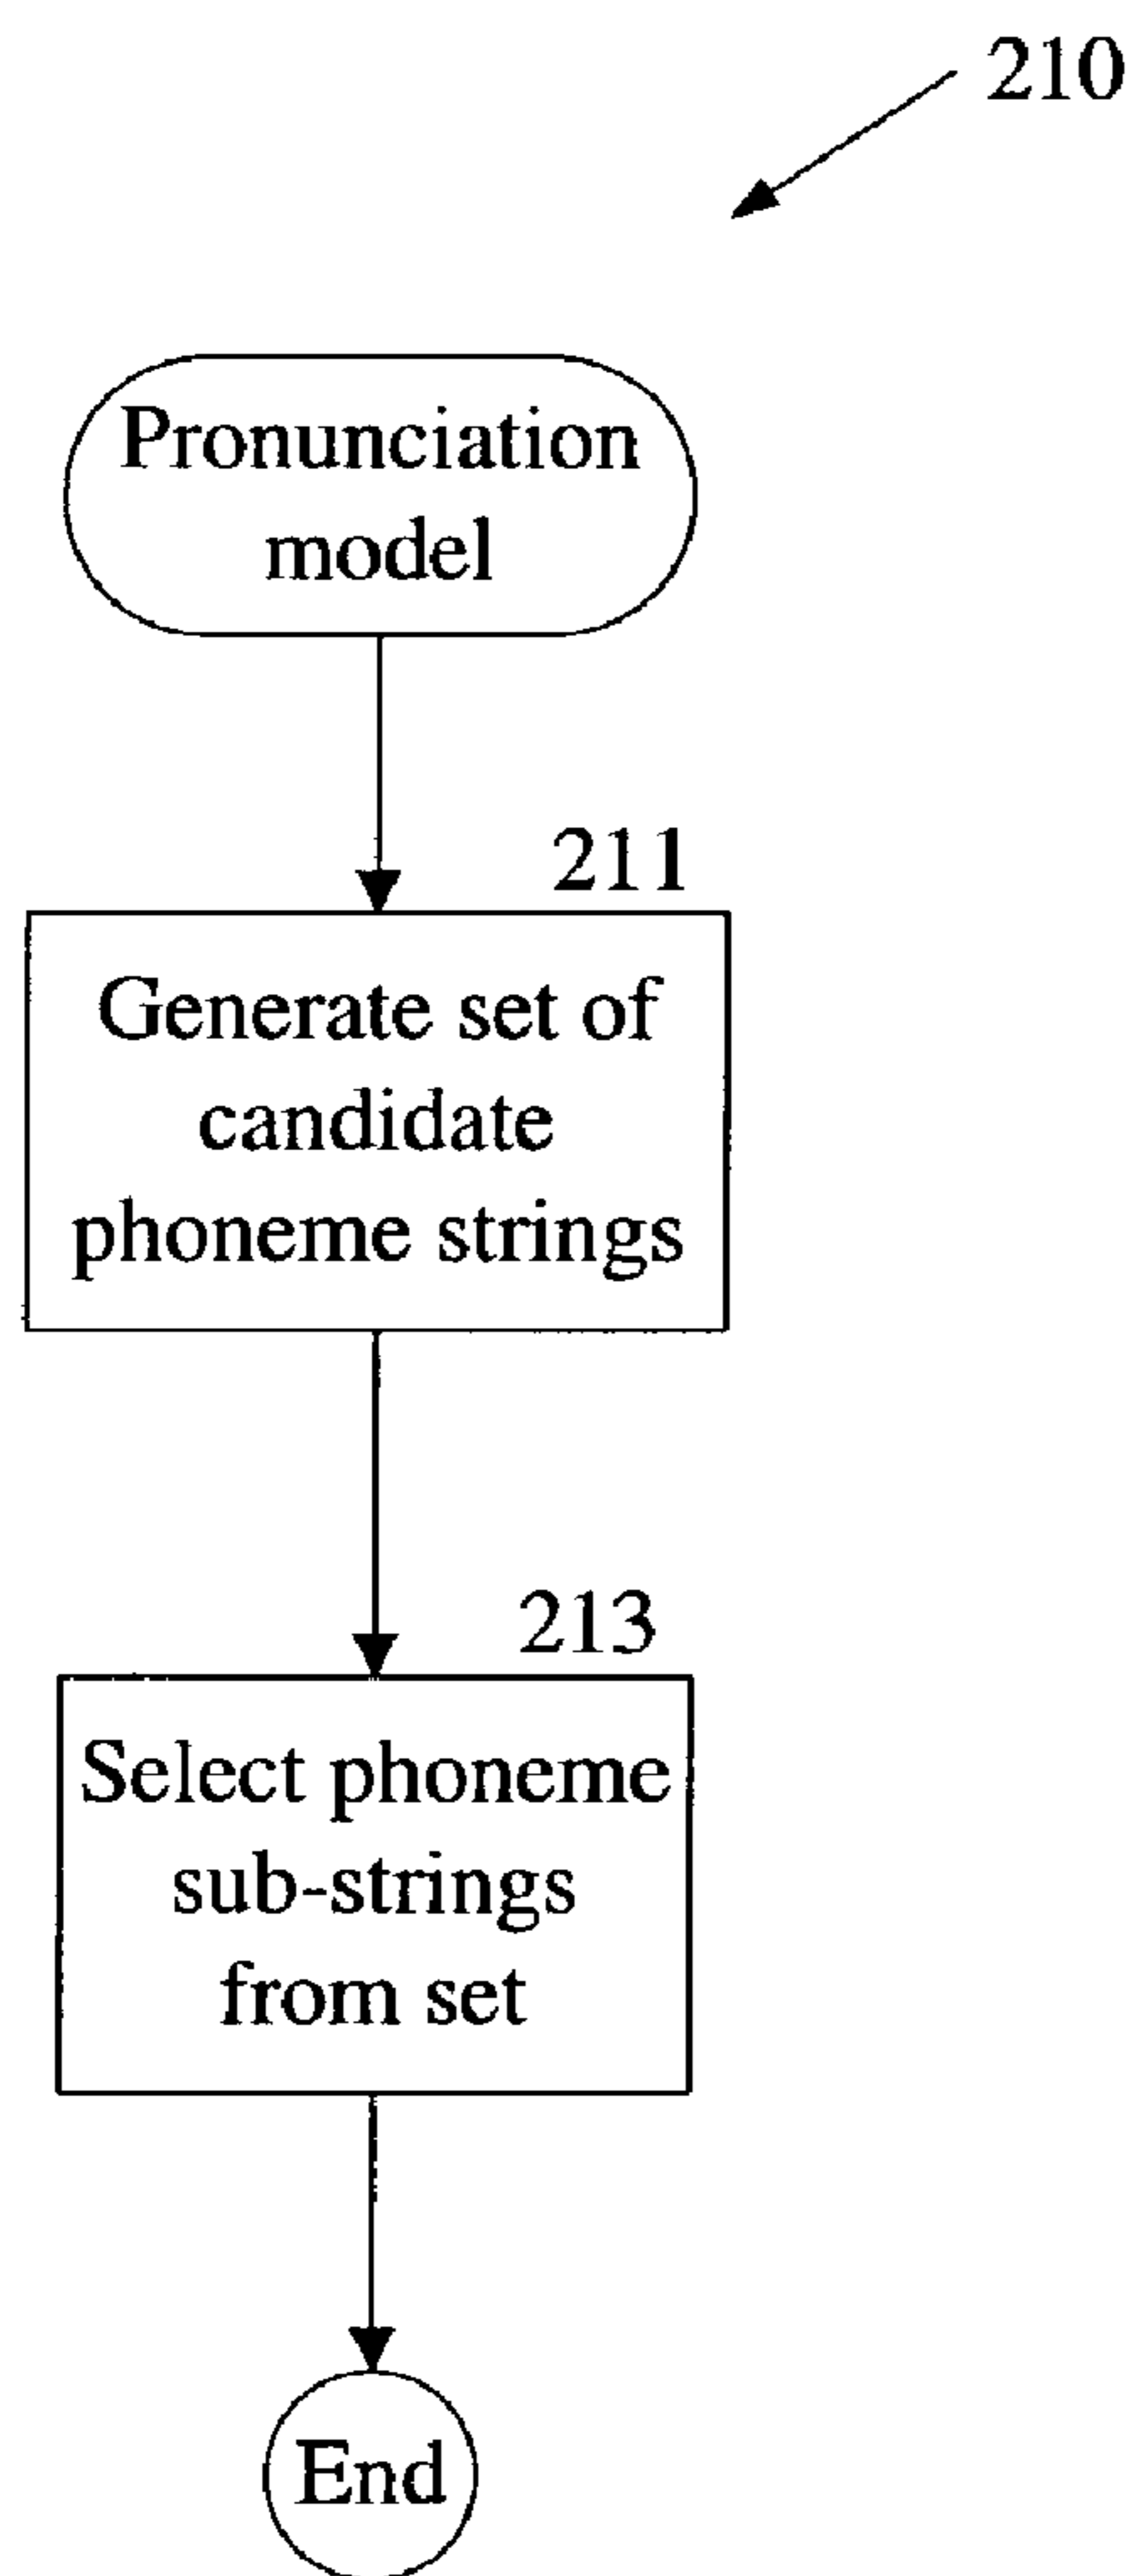 210
Pronunciation
model
211
Generate set of
candidate
phoneme strings
213
Select phoneme
sub-strings
from set
End